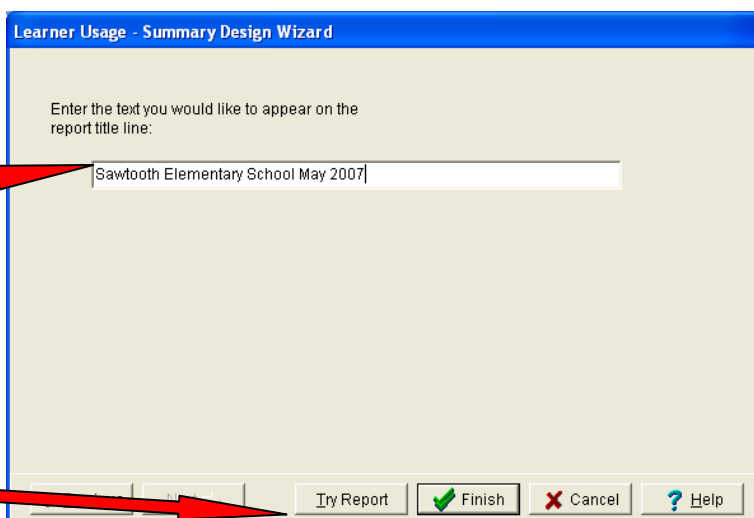 Learner Usage - Summary Design Wizard
Enter the text you would like to appear on the
report title line:
Sawtooth Elementary School May 2007
Try Report Finish Cancel Help